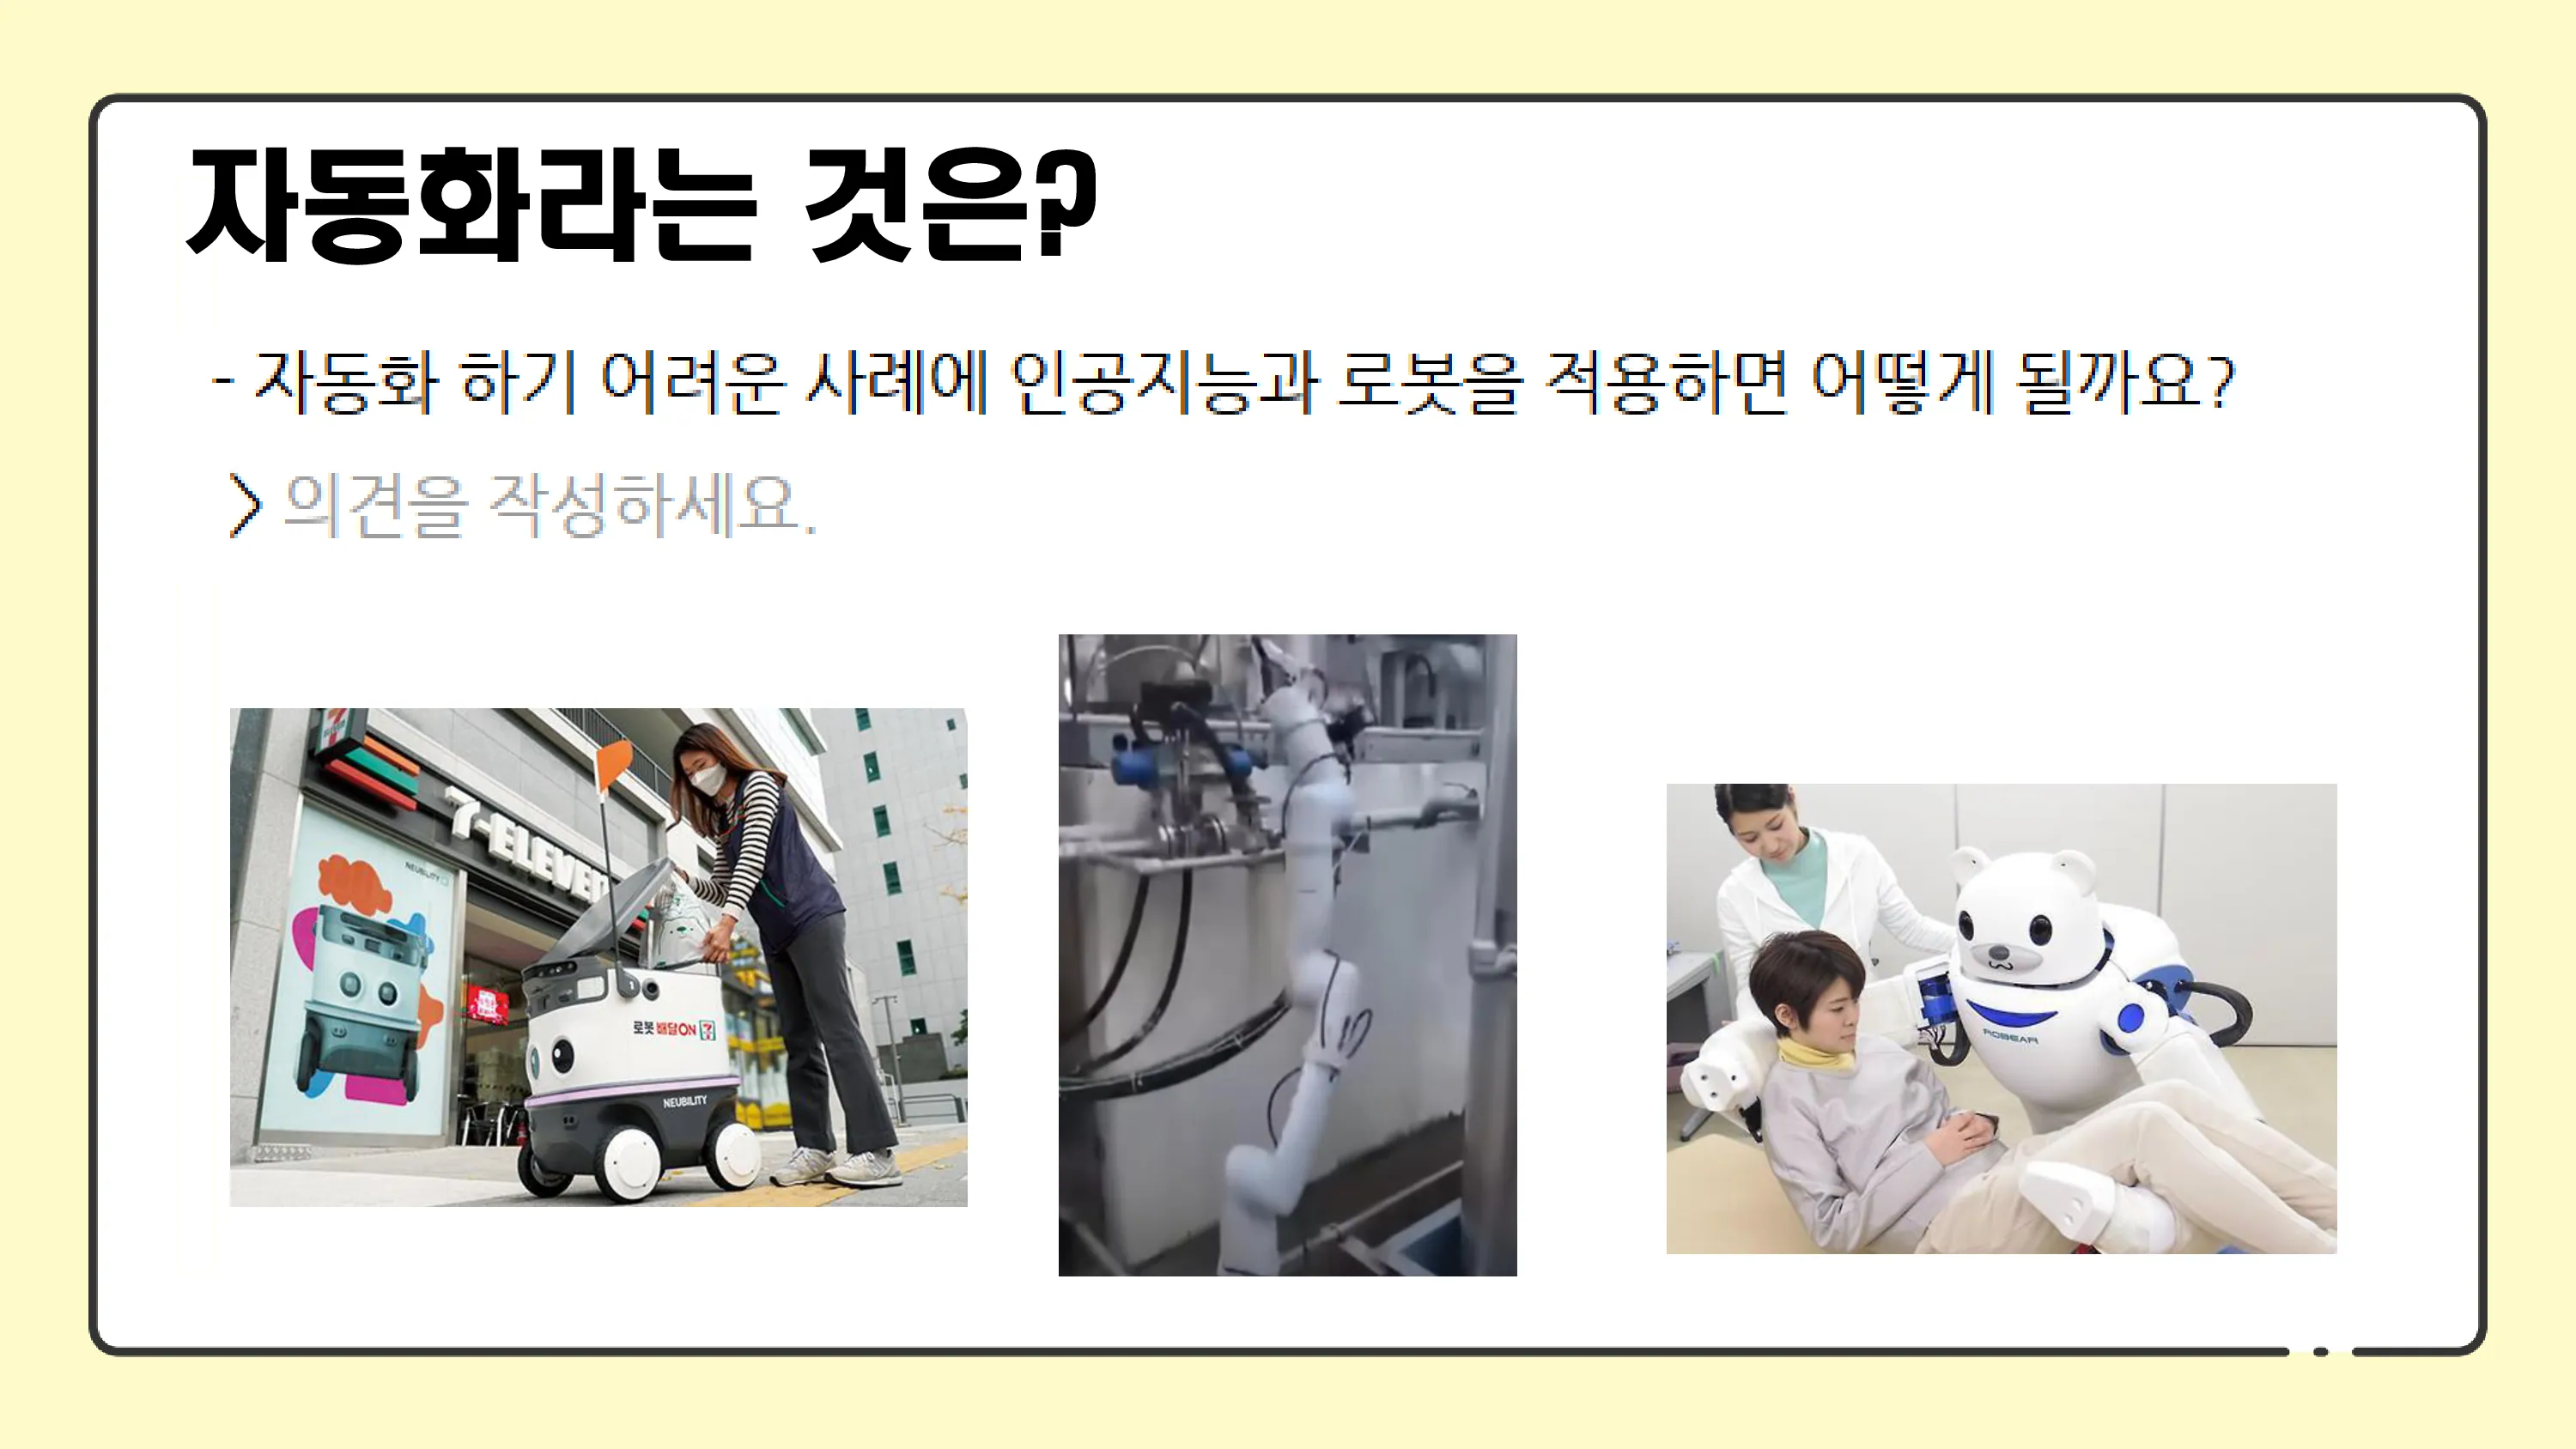 자동화라는 것은?
- 자동화 하기 어려운 사례에 인공지능과 로봇을 적용하면 어떻게 될까요?
> 의견을 작성하세요.
7-ELEVEN
NEUBILITY
로봇 배달ON 7
NEUBILITY
ROBEAR